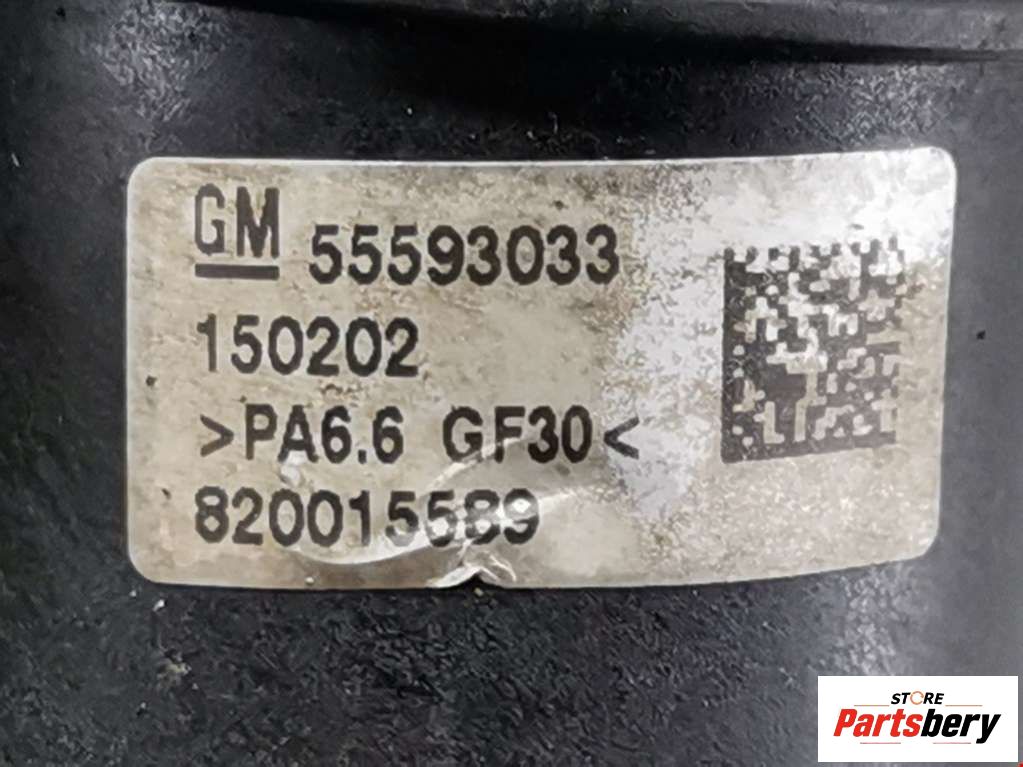 GM 55593033
150202
>PA6.6 GF30<
820015589
STORE
Partsbery